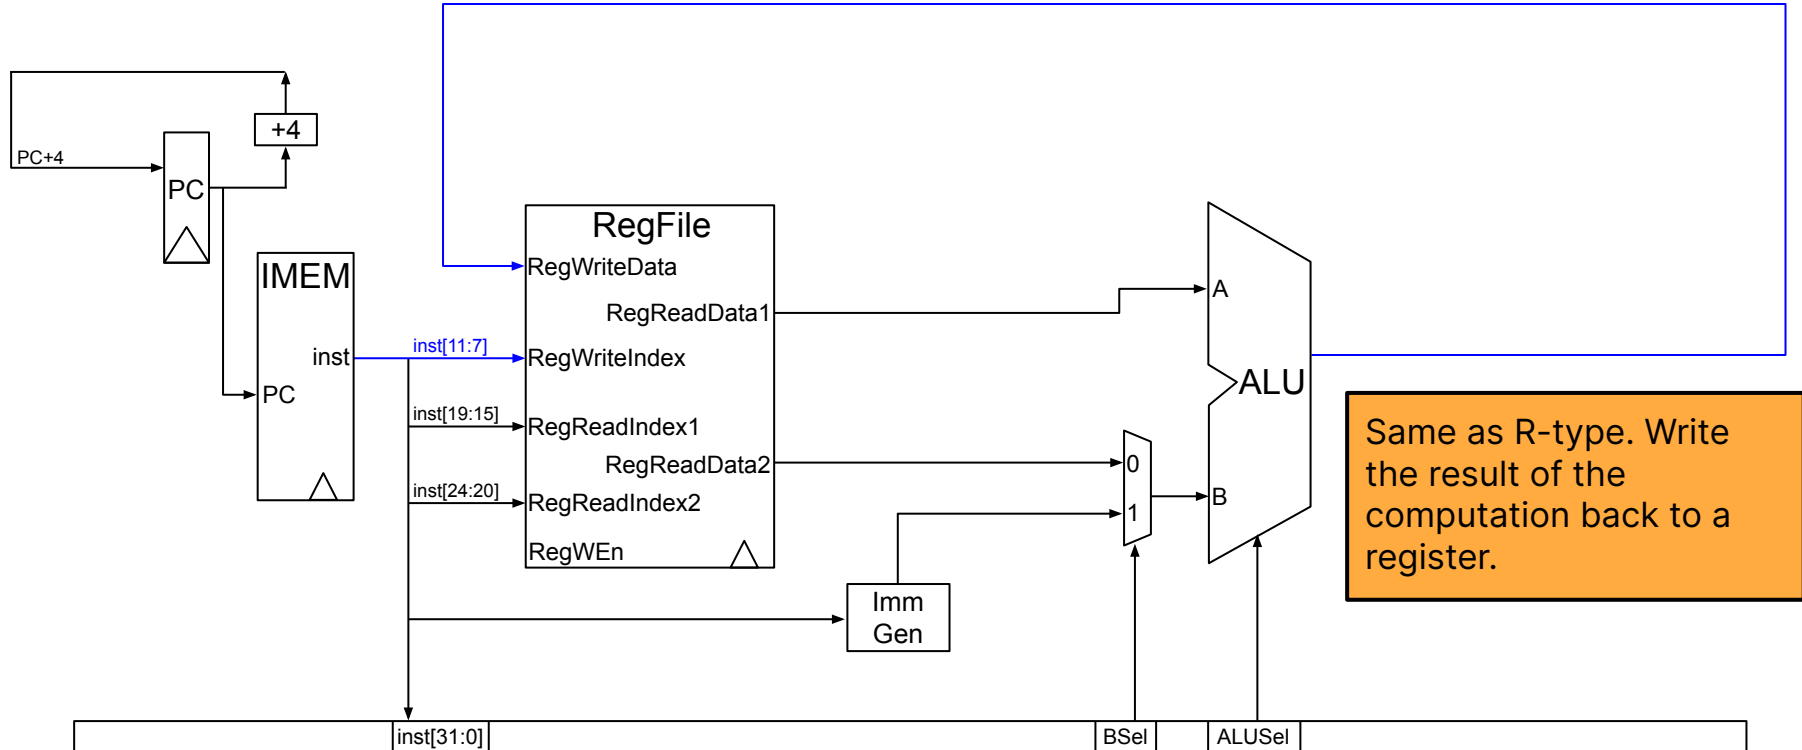 +4
PC+4
PC
IMEM
inst
PC
RegFile
RegWriteData
RegReadData1
inst[11:7]
RegWriteIndex
inst[19:15]
RegReadIndex1
RegReadData2
inst[24:20]
RegReadIndex2
RegWEn
Imm
Gen
0
1
A
ALU
B
Same as R-type. Write
the result of the
computation back to a
register.
inst[31:0]
BSel
ALUSel